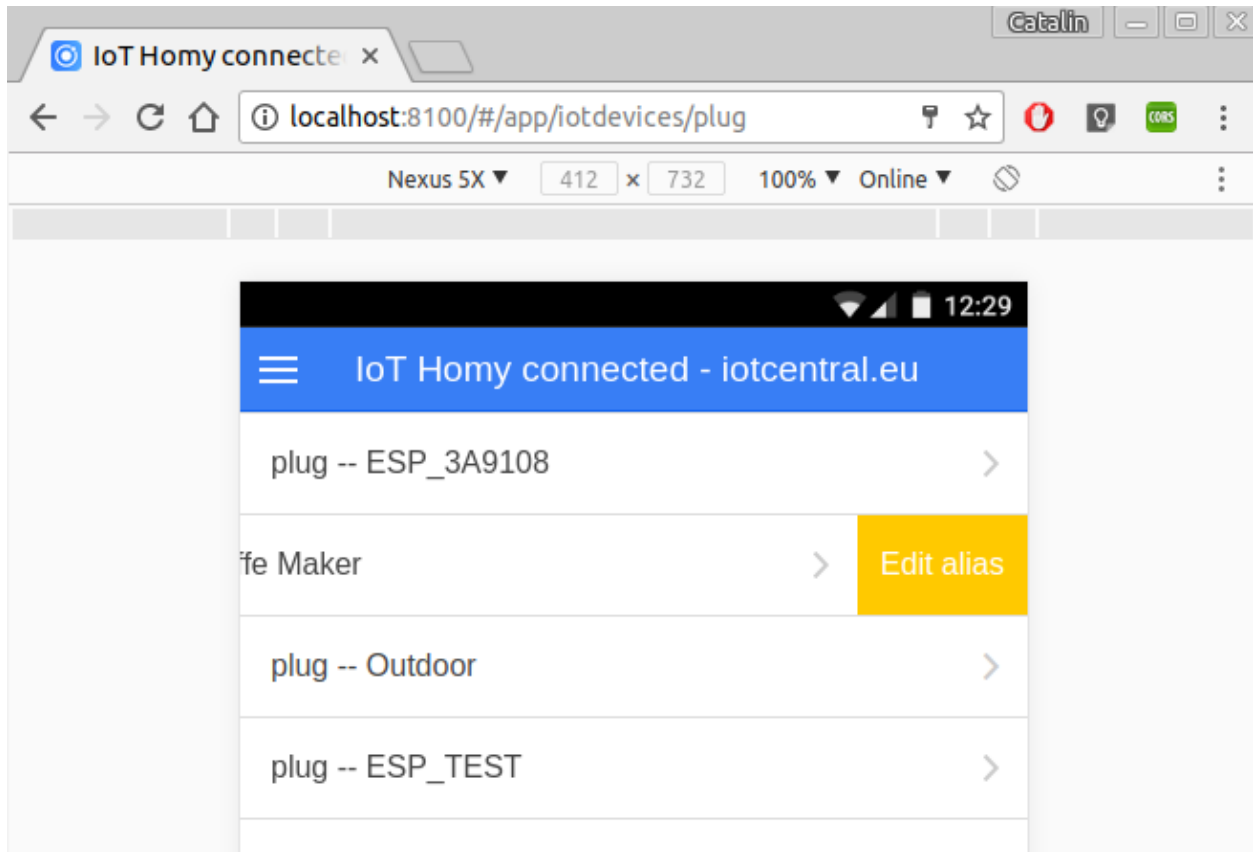 Catalin
IoT Homy connecte
localhost:8100/#/app/iotdevices/plug
CORS
Nexus 5X 412 × 732 100% Online
12:29
IoT Homy connected - iotcentral.eu
plug -- ESP_3A9108
ffe Maker Edit alias
plug -- Outdoor
plug -- ESP_TEST